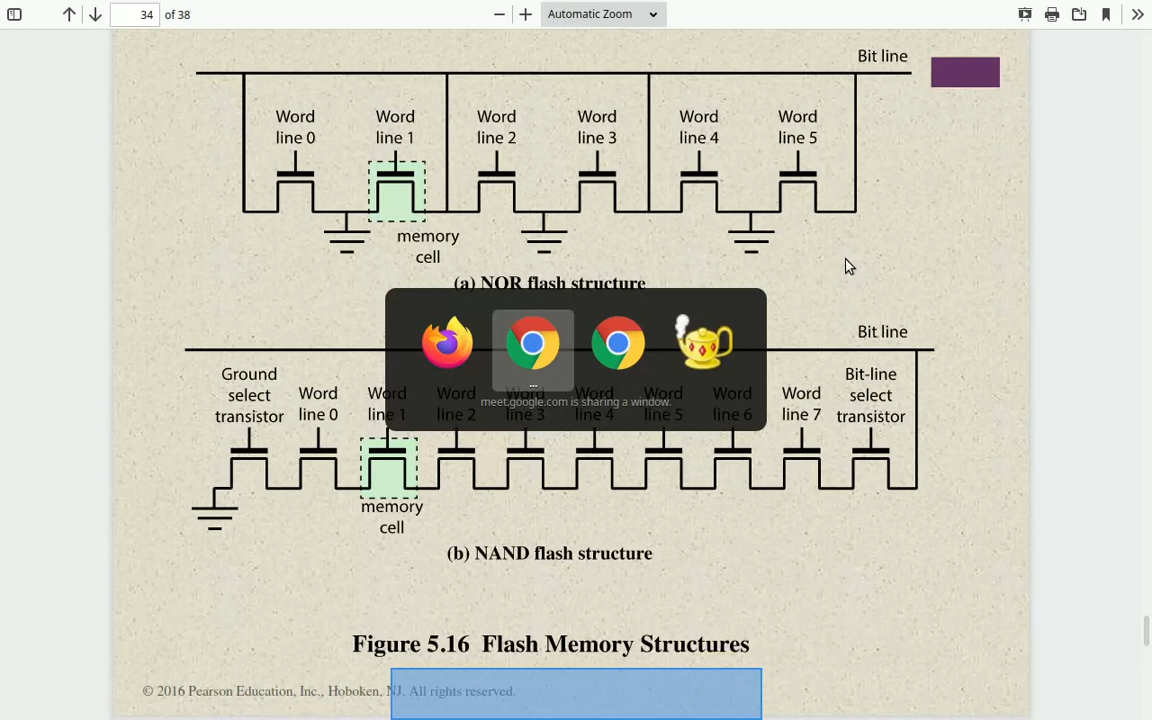 34 of 38
Automatic Zoom
Bit line
Word line 0
Word line 1
Word line 2
Word line 3
Word line 4
Word line 5
memory
cell
(a) NOR flash structure
Bit line
Ground
select
transistor
Word
line 0
Word
line 1
Word
line 2
Word
line 3
Word
line 4
Word
line 5
Word
line 6
Word
line 7
Bit-line
select
transistor
...
meet.google.com is sharing a window.
memory
cell
(b) NAND flash structure
Figure 5.16 Flash Memory Structures
© 2016 Pearson Education, Inc., Hoboken, NJ. All rights reserved.